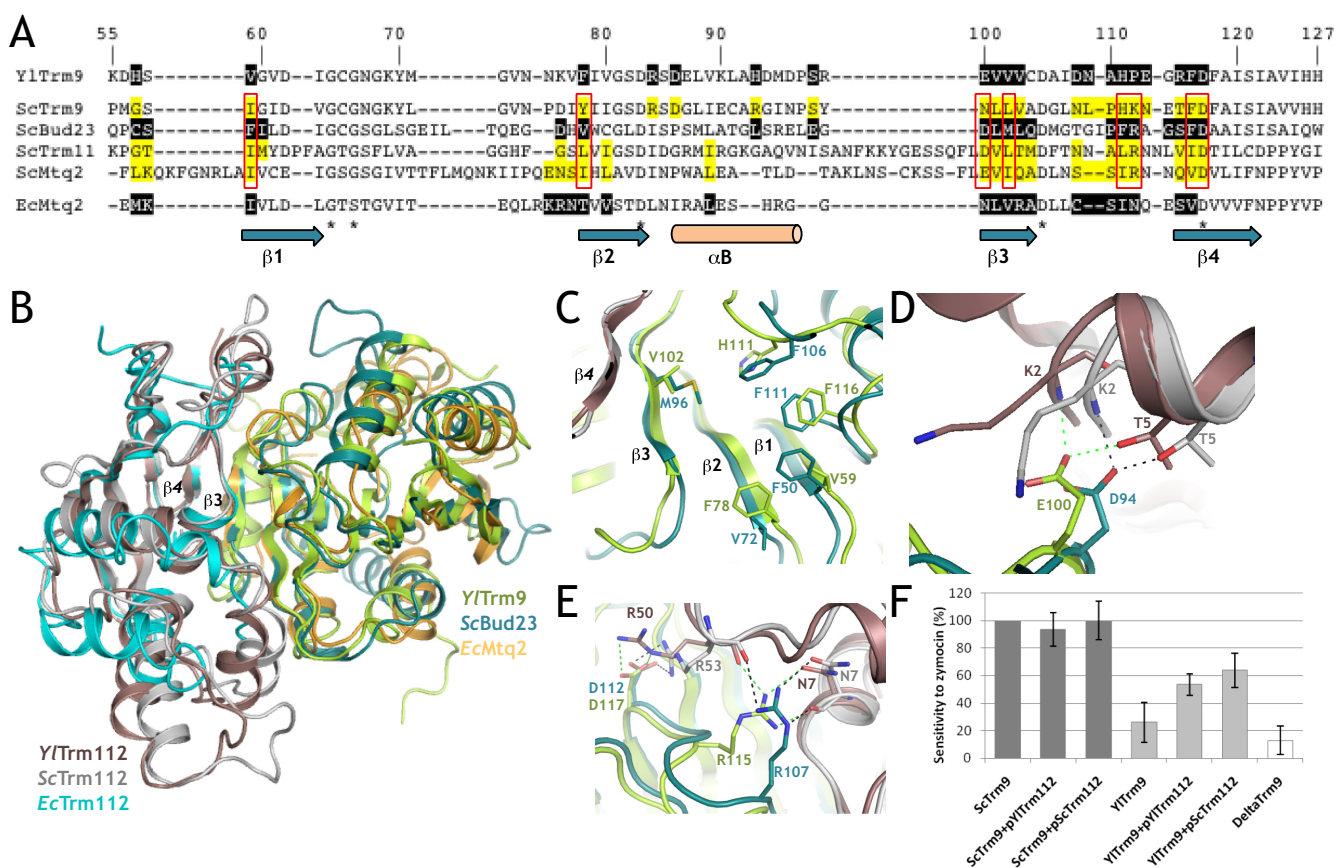 A
55 60 70 80 90 100 110 120 127
YlTrm9 KDHS-------VGVD-IGCGNGKYM------GVN-NKVFIVGSDRSDELVKLAHDMDPSR-----------EVVVCDAIDN-AHPE-GRFDFAISIAVIHH
ScTrm9 PMGS-------IGID-VGCGNGKYL------GVN-PDIYIIGSDRSDGLIECARGINPSY-----------NLLVADGLNL-PHKN-ETFDFAISIAVVHH
ScBud23 QPCS-------FILD-IGCGSGLSGEIL---TQEG-DHVWCGLDISPSMLATGLSRELEG-----------DLMLQDMGTGIPFRA-GSFDAAISISAIQW
ScTrm11 KPGT-------IMYDPFAGTGSFLVA-----GGHF-GSLVIGSDIDGRMIRGKGAQVNISANFKKYGESSQFLDVLTMDFTNN-ALRNNLVIDTILCDPPYGI
ScMtq2 -FLKQKFGNRLAIVCE-IGSGSGIVTTFLMQNKIIPQENSIHLAVDINPWALEA--TLD--TAKLNS-CKSS-FLEVIQADLNS-SIR--NQVDVLIFNPPYVP
EcMtq2 -EMK-------IVLD-LGTSTGVIT------EQLRKRNTVVSTDLNIRALES--HRG--G-----------NLVRADLLC--SIN-Q-ESVDVVVFNPPYVP
* * * * *
β1 β2 αB β3 β4
B
β4 β3
YlTrm9
ScBud23
EcMtq2
YlTrm112
ScTrm112
EcTrm112
C
β4
V102
H111
F106
M96
F111
F116
β3
β2
β1
F50
V59
F78
V72
D
K2
K2
T5
T5
E100
D94
E
R50
R53
N7
N7
D112
D117
R115
R107
F
Sensitivity to zymocin (%)
120
100
80
60
40
20
0
ScTrm9
ScTrm9+pYlTrm112
ScTrm9+pScTrm112
YlTrm9
YlTrm9+pYlTrm112
YlTrm9+pScTrm112
DeltaTrm9